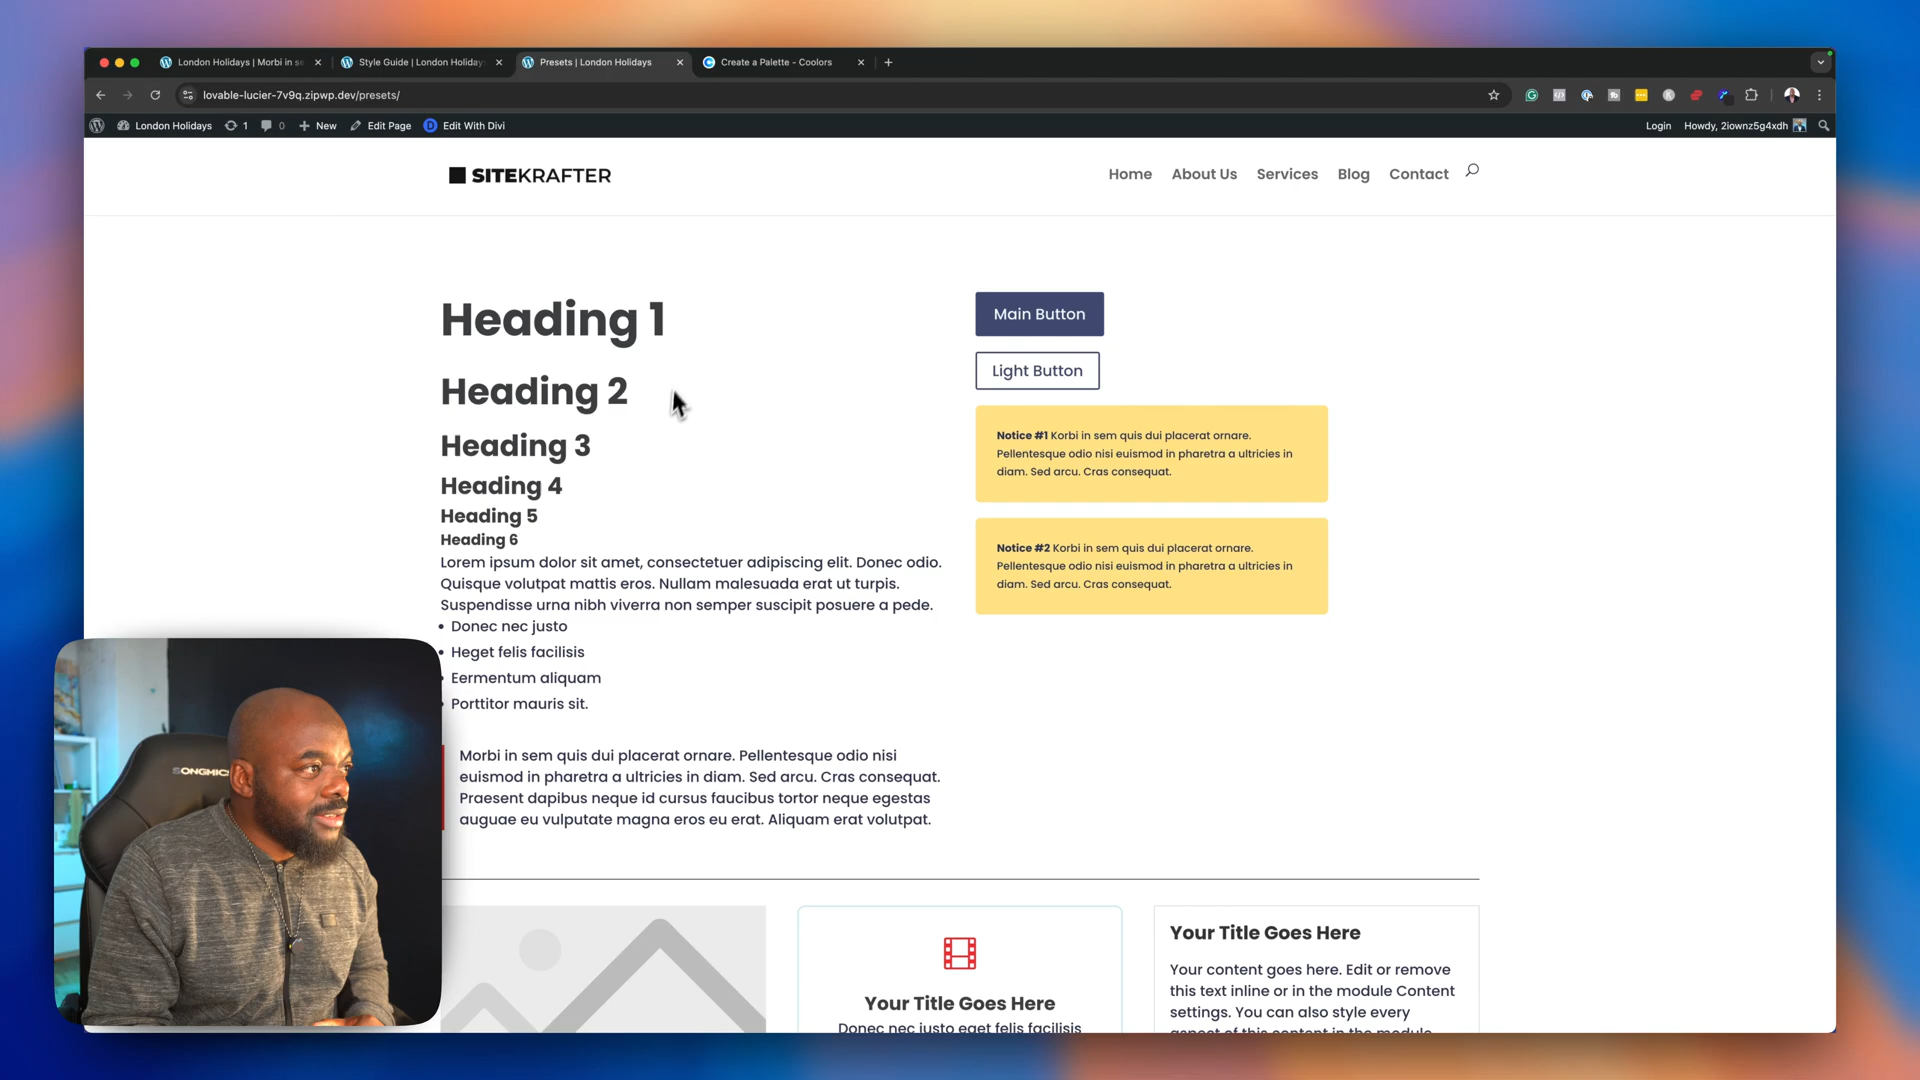 London Holidays | Morbi in se
Style Guide | London Holiday
Presets | London Holidays
Create a Palette - Coolors
lovable-lucier-7v9q.zipwp.dev/presets/
London Holidays
1
0
New
Edit Page
D
Edit With Divi
Login
Howdy, 2iownz5g4xdh
SITEKRAFTER
Home
About Us
Services
Blog
Contact
Heading 1
Heading 2
Heading 3
Heading 4
Heading 5
Heading 6
Lorem ipsum dolor sit amet, consectetuer adipiscing elit. Donec odio.
Quisque volutpat mattis eros. Nullam malesuada erat ut turpis.
Suspendisse urna nibh viverra non semper suscipit posuere a pede.
Donec nec justo
Heget felis facilisis
Eermentum aliquam
Porttitor mauris sit.
Morbi in sem quis dui placerat ornare. Pellentesque odio nisi
euismod in pharetra a ultricies in diam. Sed arcu. Cras consequat.
Praesent dapibus neque id cursus faucibus tortor neque egestas
auguae eu vulputate magna eros eu erat. Aliquam erat volutpat.
Main Button
Light Button
Notice #1 Korbi in sem quis dui placerat ornare.
Pellentesque odio nisi euismod in pharetra a ultricies in
diam. Sed arcu. Cras consequat.
Notice #2 Korbi in sem quis dui placerat ornare.
Pellentesque odio nisi euismod in pharetra a ultricies in
diam. Sed arcu. Cras consequat.
SONGMICS
Your Title Goes Here
Donec nec justo eget felis facilisis
Your Title Goes Here
Your content goes here. Edit or remove
this text inline or in the module Content
settings. You can also style every
aspect of this content in the module